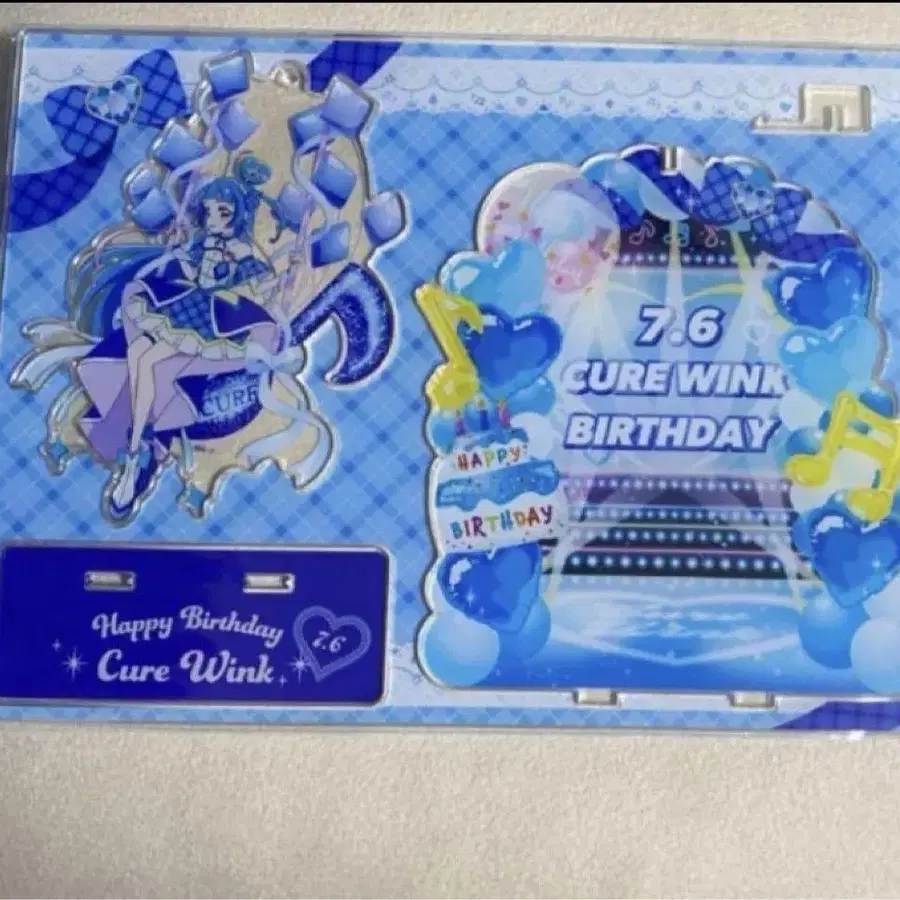 CURE
7.6
CURE WINK
BIRTHDAY
HAPPY
BIRTHDAY
Happy Birthday
7.6
Cure Wink